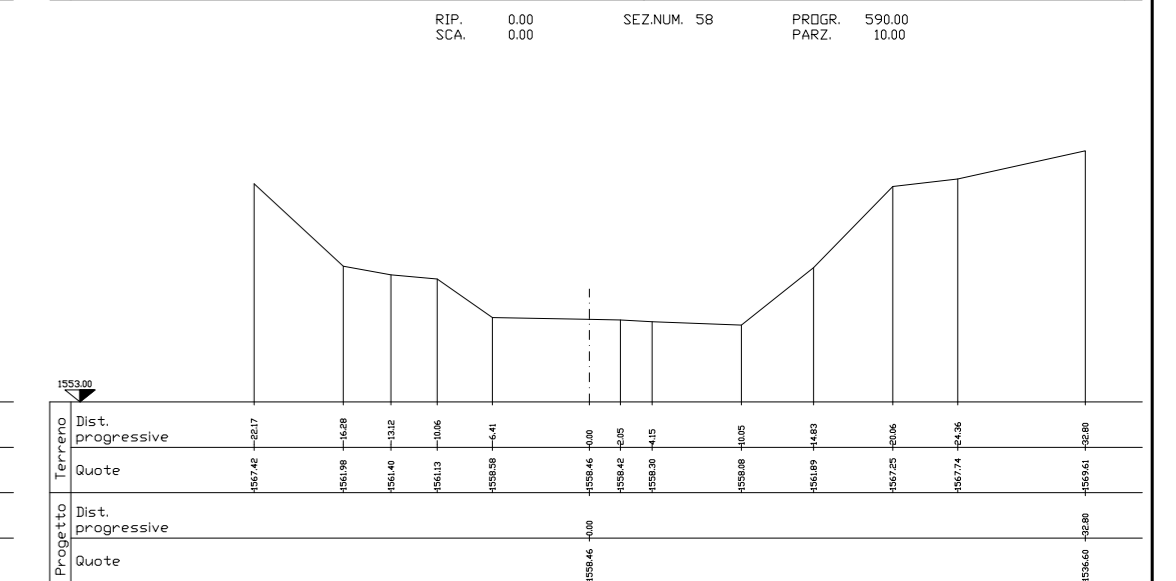 RIP. 0.00 SEZ.NUM. 58 PROGR. 590.00
SCA. 0.00 PARZ. 10.00
1553.00
Terreno
Dist.
progressive
-22.17 -16.28 -13.12 -10.06 -6.41 0.00 2.05 4.15 10.05 14.83 20.06 24.36 32.80
Quote
1567.42 1561.98 1561.40 1561.13 1558.58 1558.46 1558.42 1558.30 1558.08 1561.89 1567.25 1567.74 1569.61
Progetto
Dist.
progressive
0.00 32.80
Quote
1558.46 1536.60